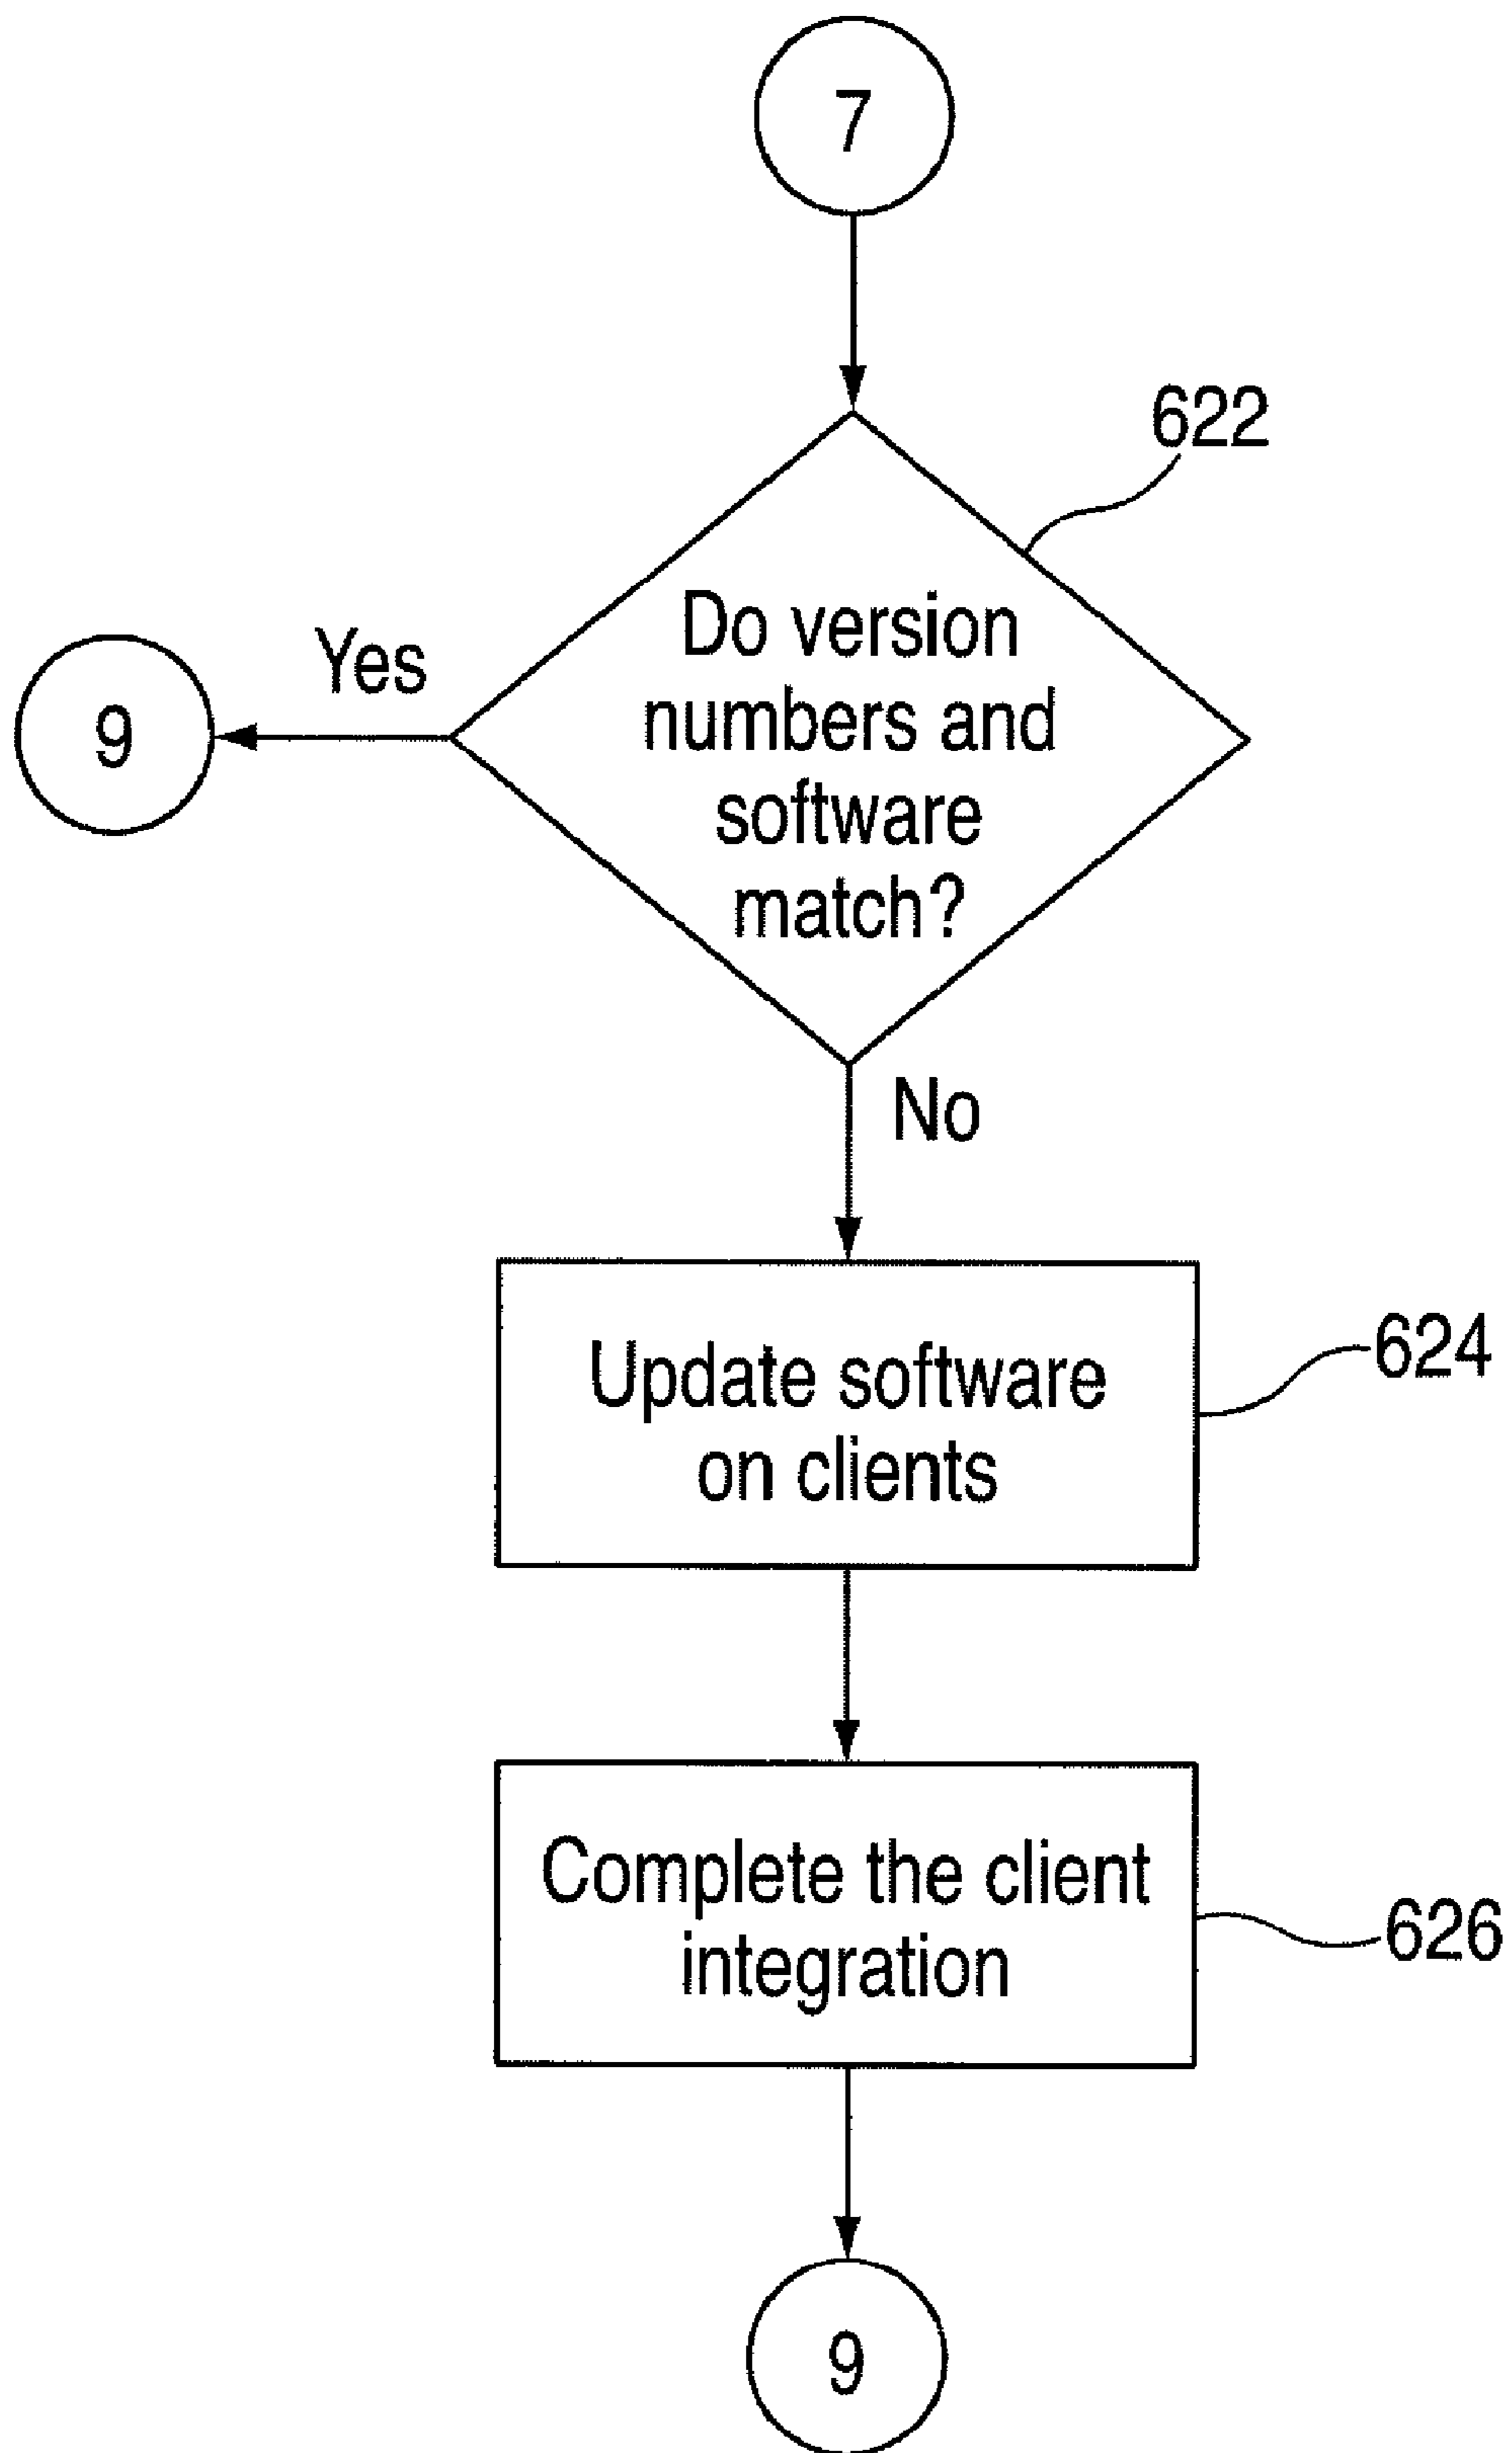 7
622
Do version
numbers and
software
match?
Yes
9
No
Update software
on clients
624
Complete the client
integration
626
9